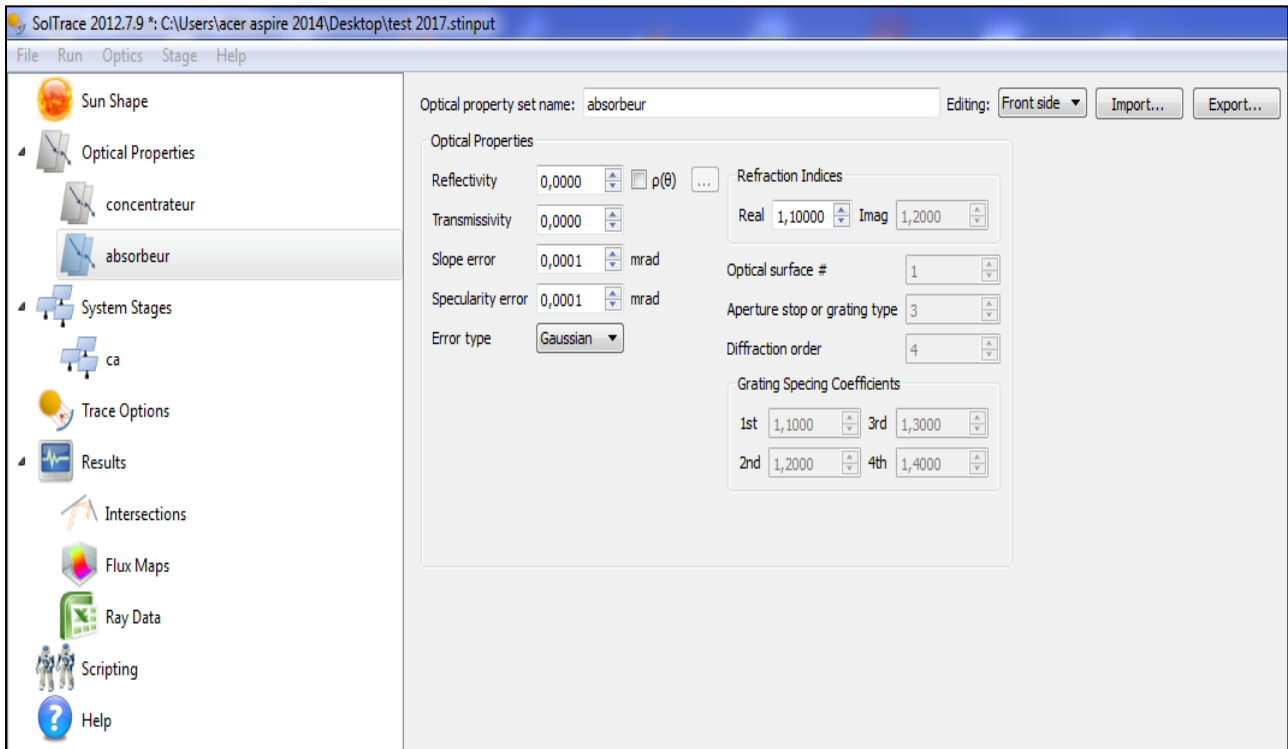 SolTrace 2012.7.9 *: C:\Users\acer aspire 2014\Desktop\test 2017.stinput
File Run Optics Stage Help
Sun Shape
Optical Properties
concentrateur
absorbeur
System Stages
ca
Trace Options
Results
Intersections
Flux Maps
Ray Data
Scripting
Help
Optical property set name: absorbeur Editing: Front side Import... Export...
Optical Properties
Reflectivity 0,0000 ρ(θ) ...
Transmissivity 0,0000
Slope error 0,0001 mrad
Specularity error 0,0001 mrad
Error type Gaussian
Refraction Indices
Real 1,10000 Imag 1,2000
Optical surface # 1
Aperture stop or grating type 3
Diffraction order 4
Grating Specing Coefficients
1st 1,1000 3rd 1,3000
2nd 1,2000 4th 1,4000